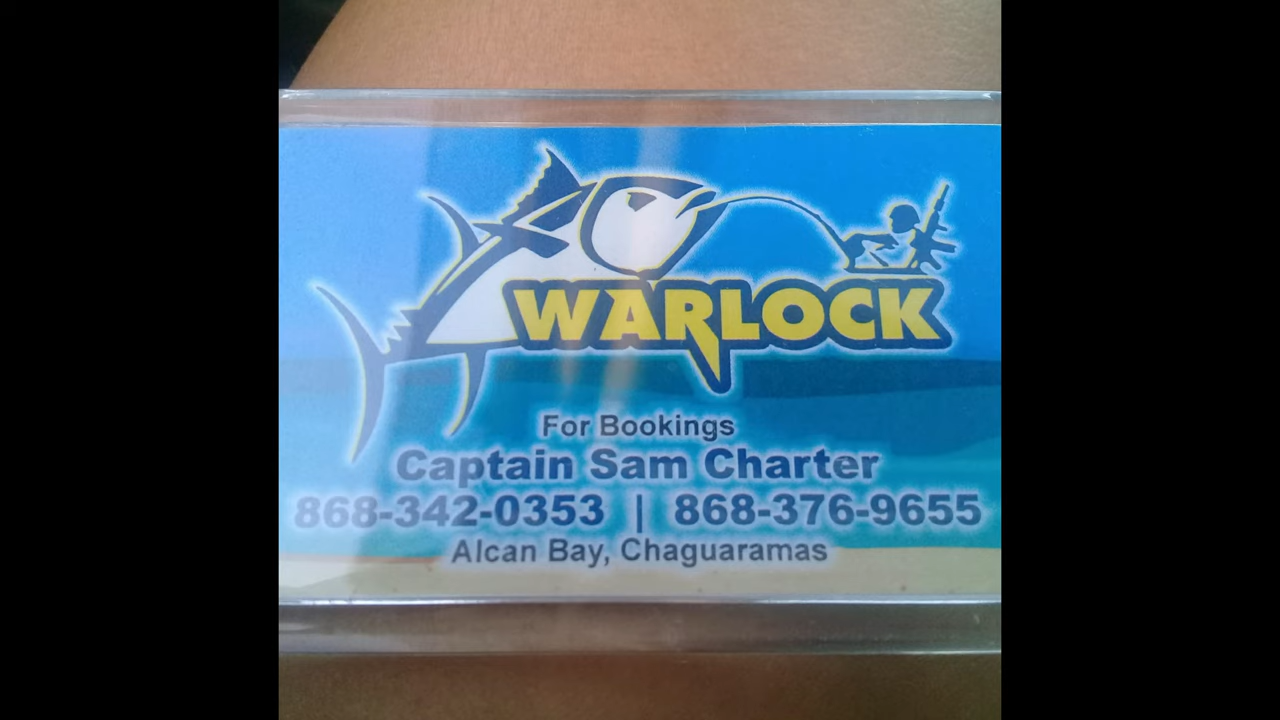 WARLOCK
For Bookings
Captain Sam Charter
868-342-0353 | 868-376-9655
Alcan Bay, Chaguaramas